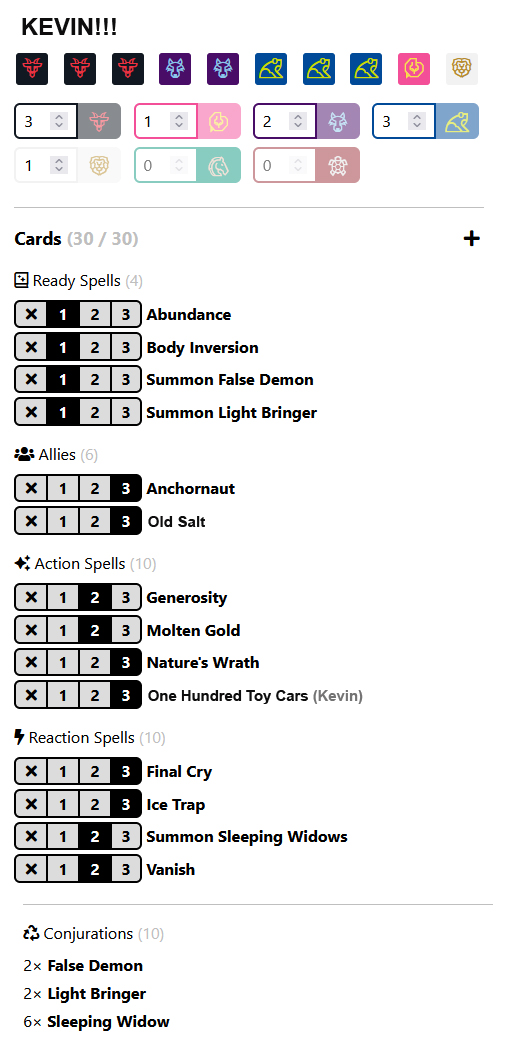 KEVIN!!!
3 1 2 3
1 0 0
Cards (30 / 30)
Ready Spells (4)
1 2 3 Abundance
1 2 3 Body Inversion
1 2 3 Summon False Demon
1 2 3 Summon Light Bringer
Allies (6)
1 2 3 Anchornaut
1 2 3 Old Salt
Action Spells (10)
1 2 3 Generosity
1 2 3 Molten Gold
1 2 3 Nature's Wrath
1 2 3 One Hundred Toy Cars (Kevin)
Reaction Spells (10)
1 2 3 Final Cry
1 2 3 Ice Trap
1 2 3 Summon Sleeping Widows
1 2 3 Vanish
Conjurations (10)
2× False Demon
2× Light Bringer
6× Sleeping Widow